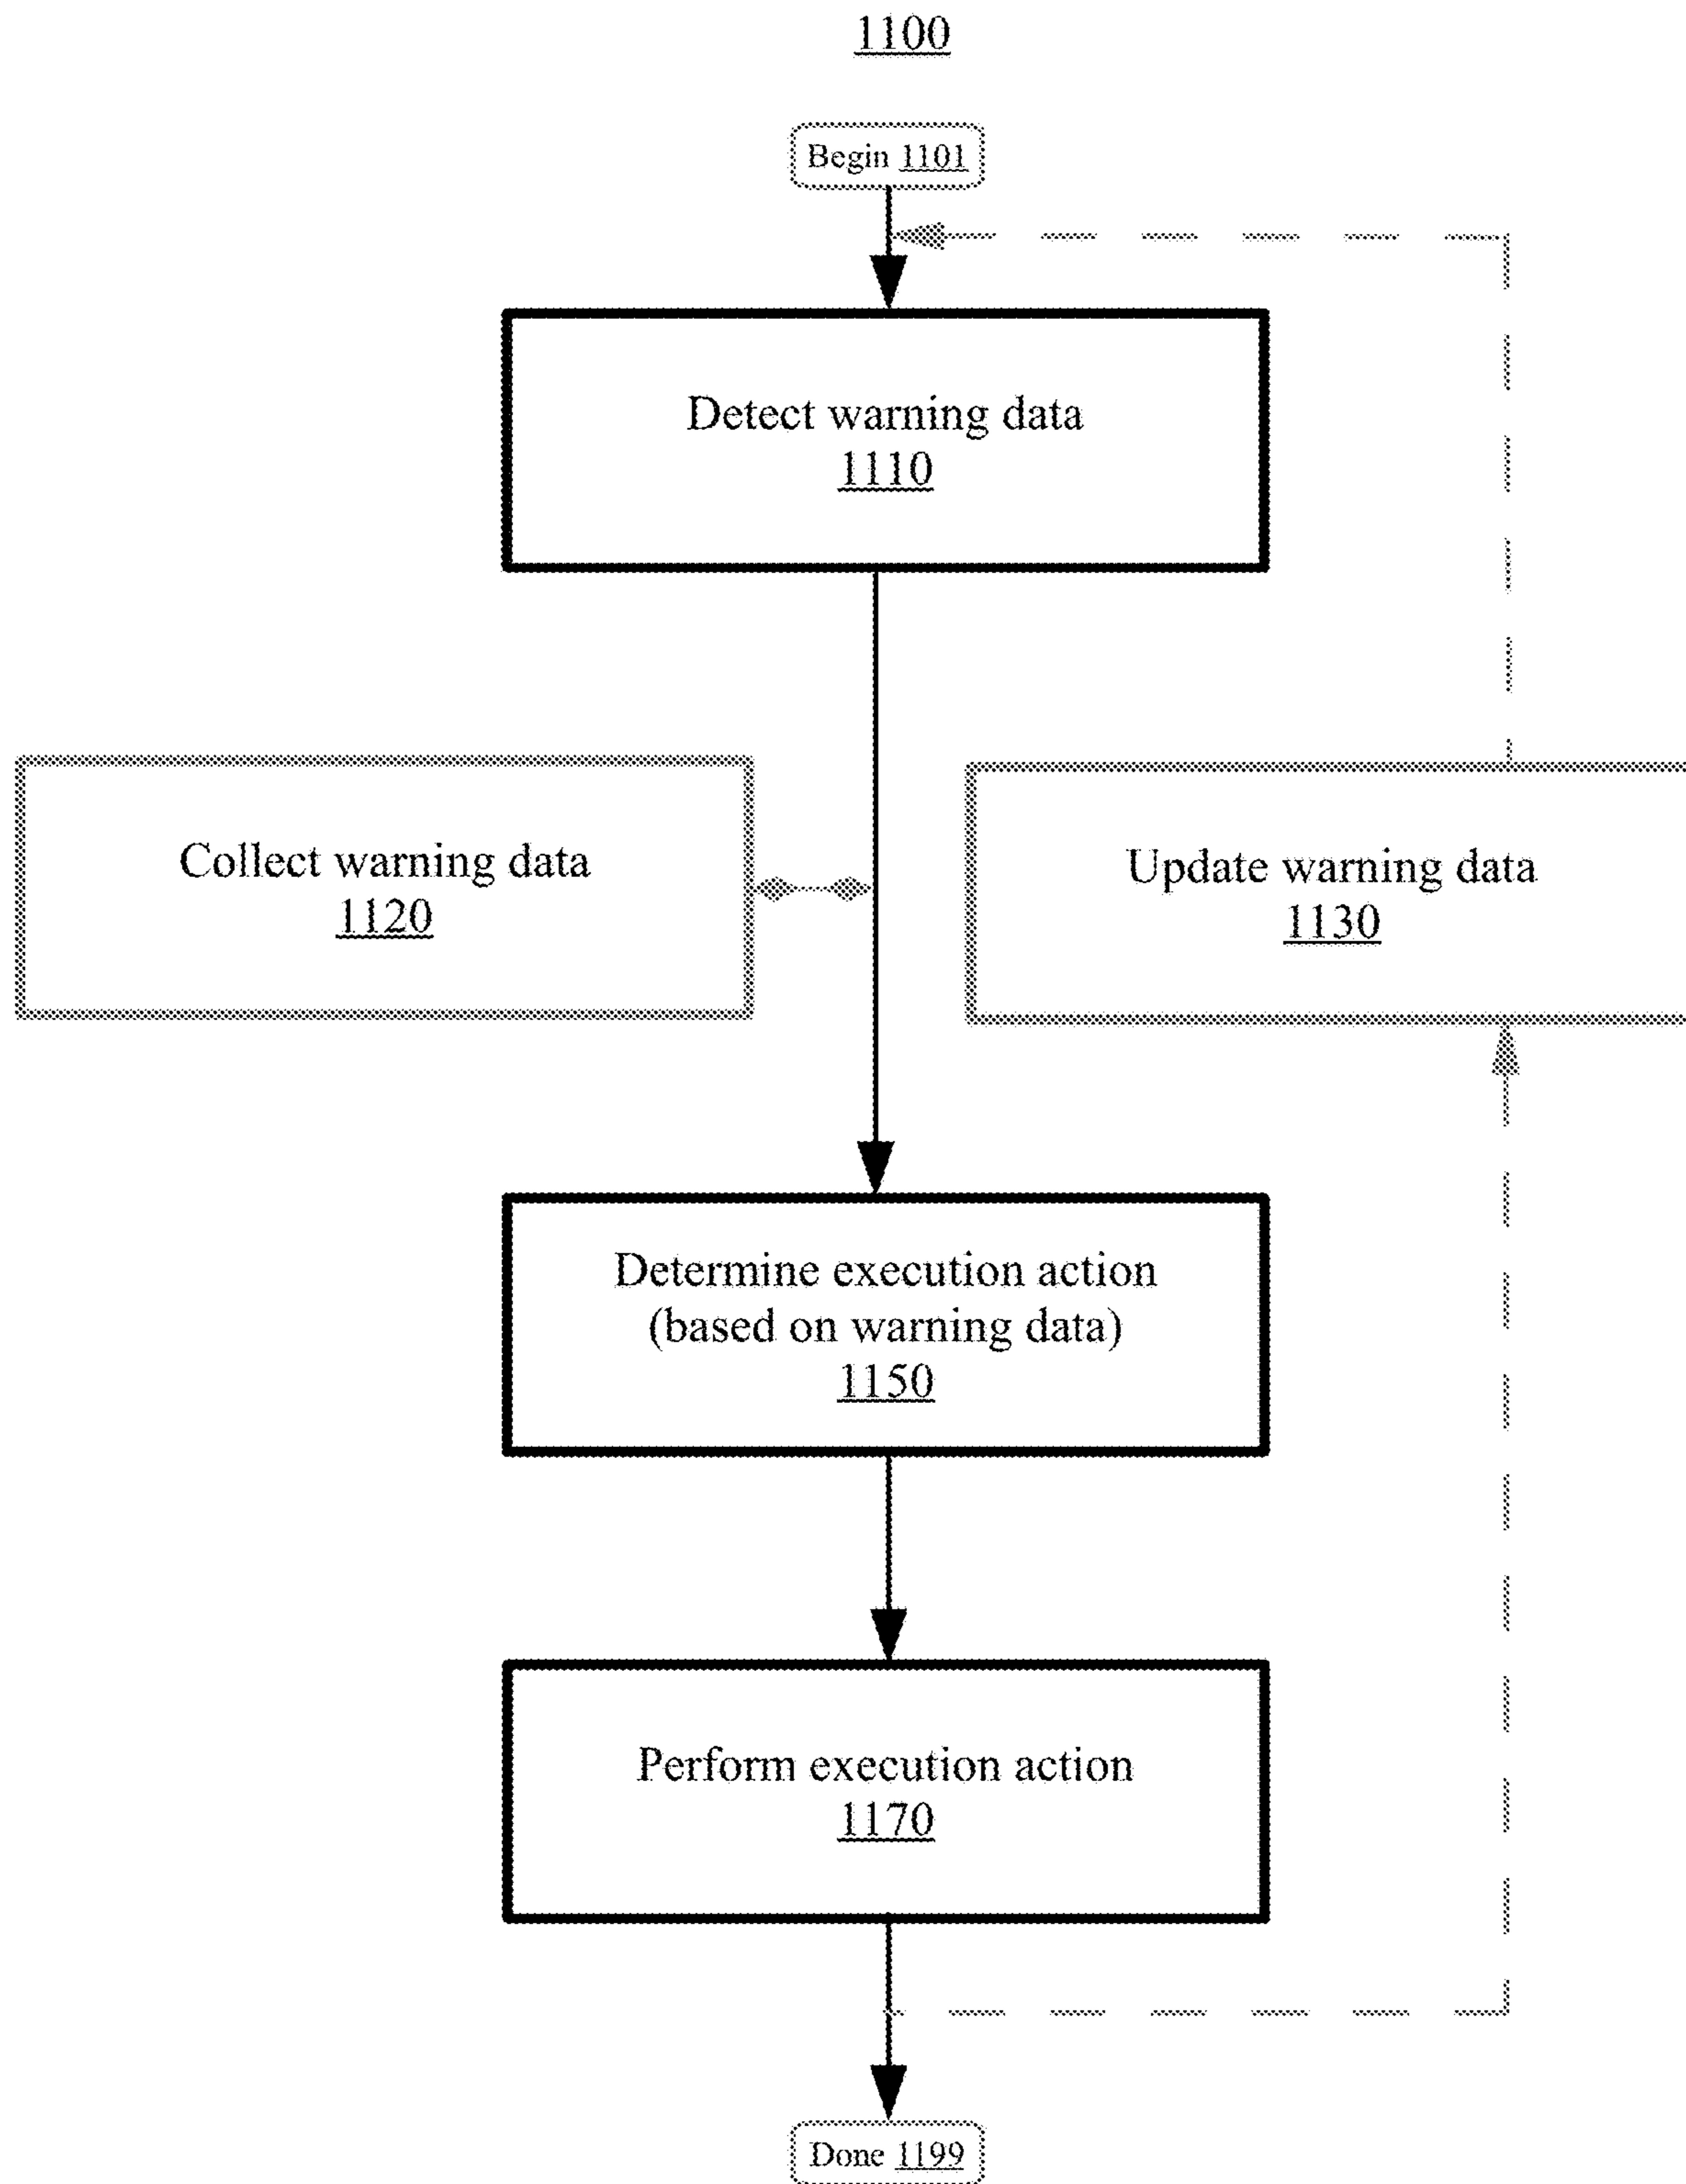 1100
Begin 1101
Detect warning data
1110
Collect warning data
1120
Update warning data
1130
Determine execution action
(based on warning data)
1150
Perform execution action
1170
Done 1199